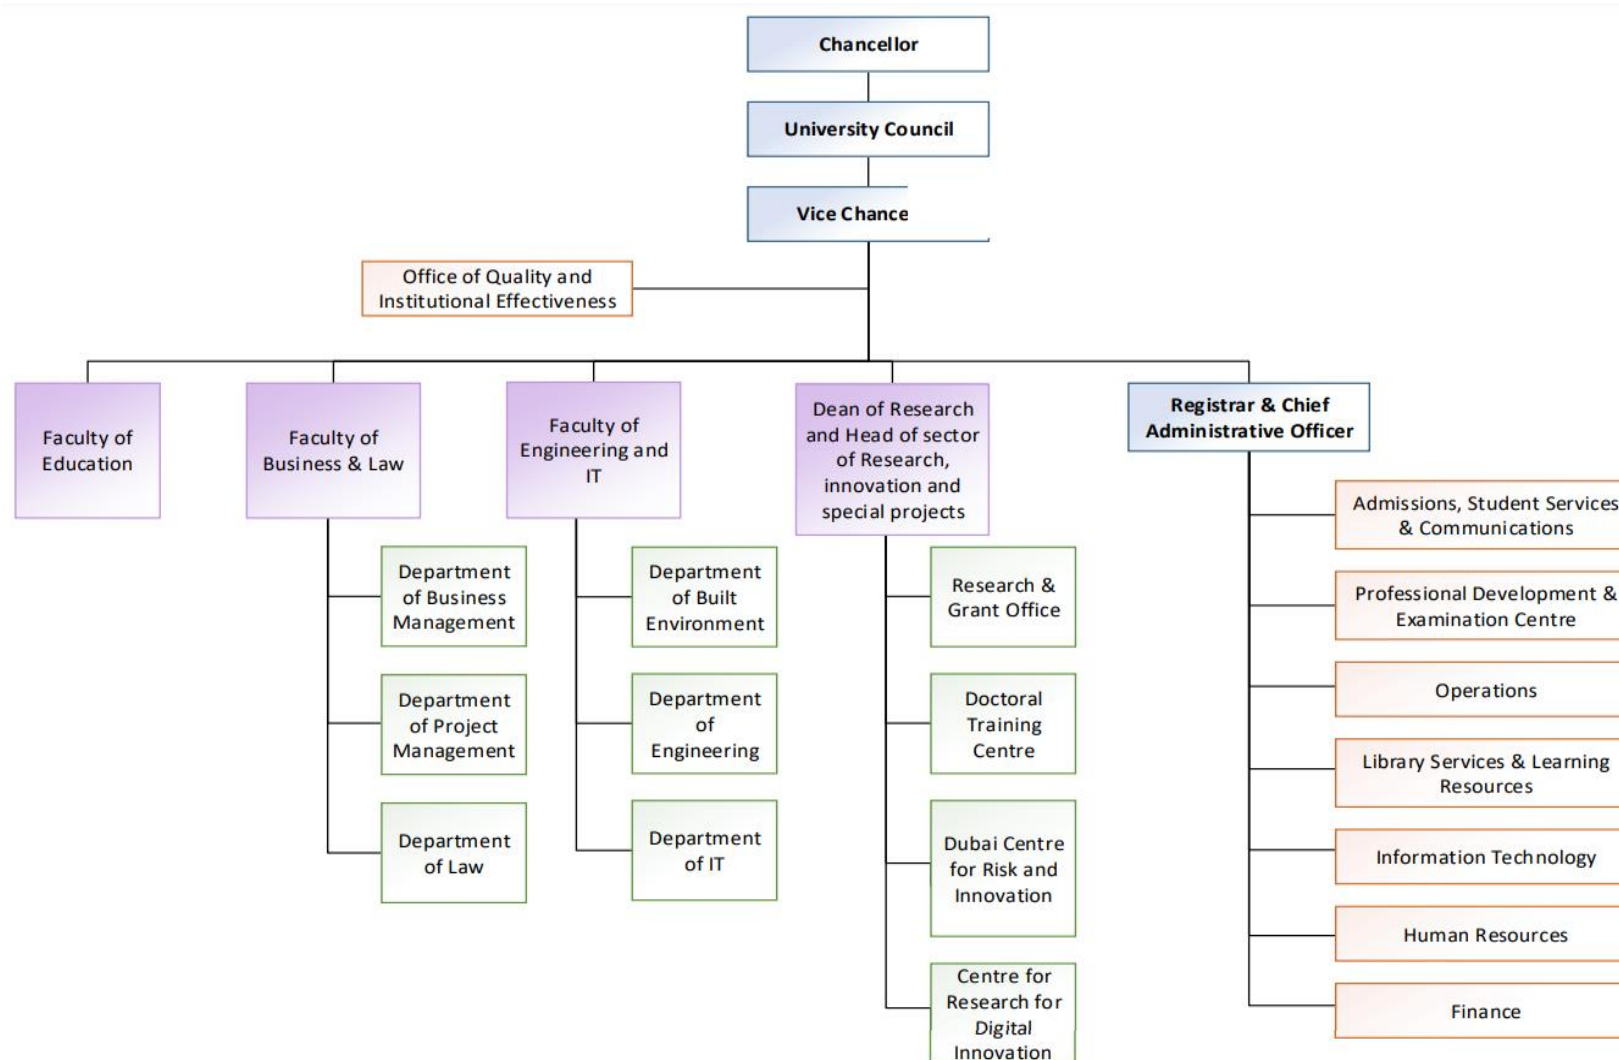 Chancellor
University Council
Vice Chance
Office of Quality and
Institutional Effectiveness
Faculty of
Education
Faculty of
Business & Law
Faculty of
Engineering and
IT
Dean of Research
and Head of sector
of Research,
innovation and
special projects
Registrar & Chief
Administrative Officer
Department
of Business
Management
Department
of Project
Management
Department
of Law
Department
of Built
Environment
Department
of
Engineering
Department
of IT
Research &
Grant Office
Doctoral
Training
Centre
Dubai Centre
for Risk and
Innovation
Centre for
Research for
Digital
Innovation
Admissions, Student Services
& Communications
Professional Development &
Examination Centre
Operations
Library Services & Learning
Resources
Information Technology
Human Resources
Finance